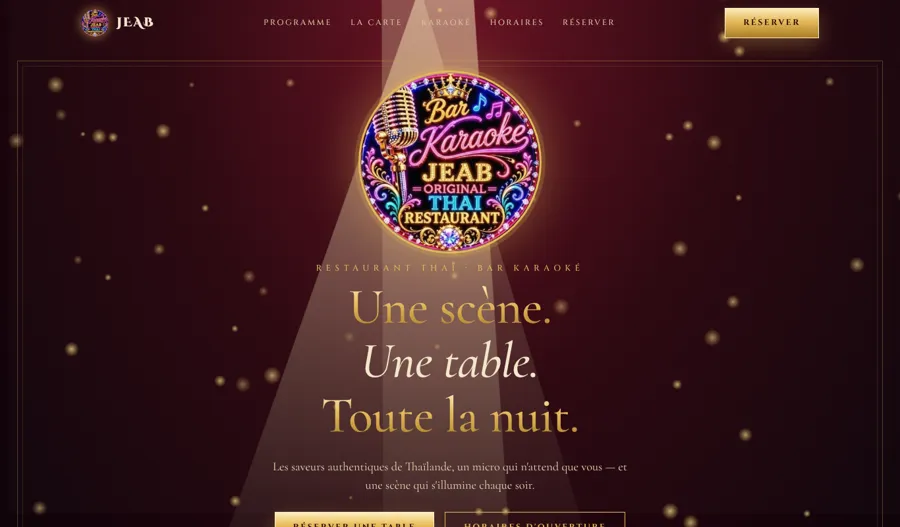 JEAB
PROGRAMME LA CARTE KARAOKÉ HORAIRES RÉSERVER
RÉSERVER
Bar
Karaoke
JEAB
ORIGINAL
THAI
RESTAURANT
RESTAURANT THAÏ · BAR KARAOKÉ
Une scène.
Une table.
Toute la nuit.
Les saveurs authentiques de Thaïlande, un micro qui n'attend que vous — et
une scène qui s'illumine chaque soir.
RÉSERVER UNE TABLE
HORAIRES D'OUVERTURE